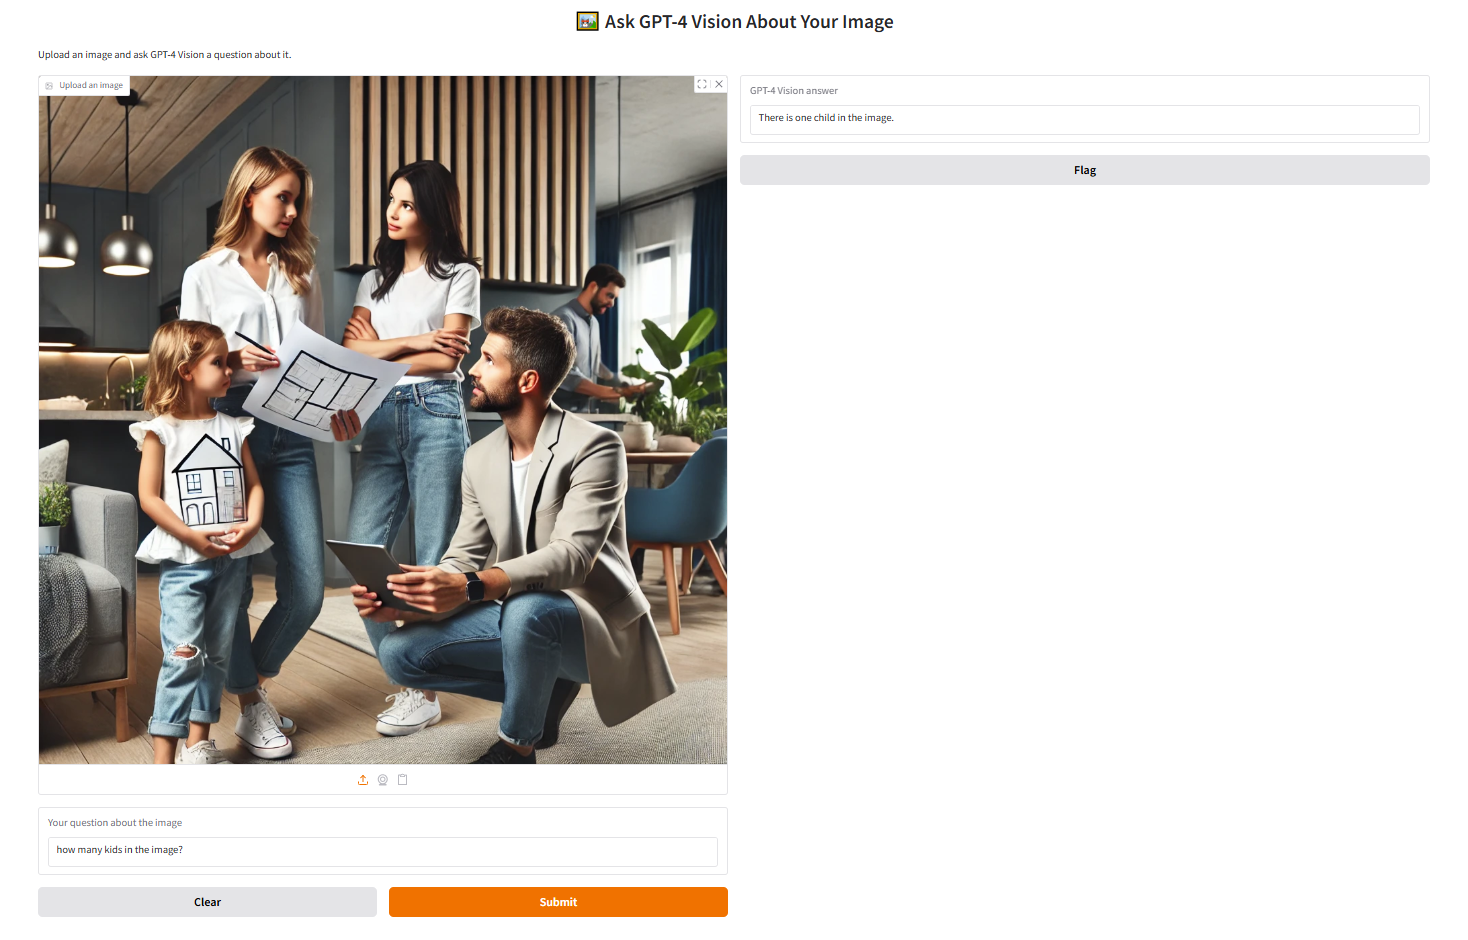 Ask GPT-4 Vision About Your Image
Upload an image and ask GPT-4 Vision a question about it.
Upload an image
GPT-4 Vision answer
There is one child in the image.
Flag
Your question about the image
how many kids in the image?
Clear
Submit